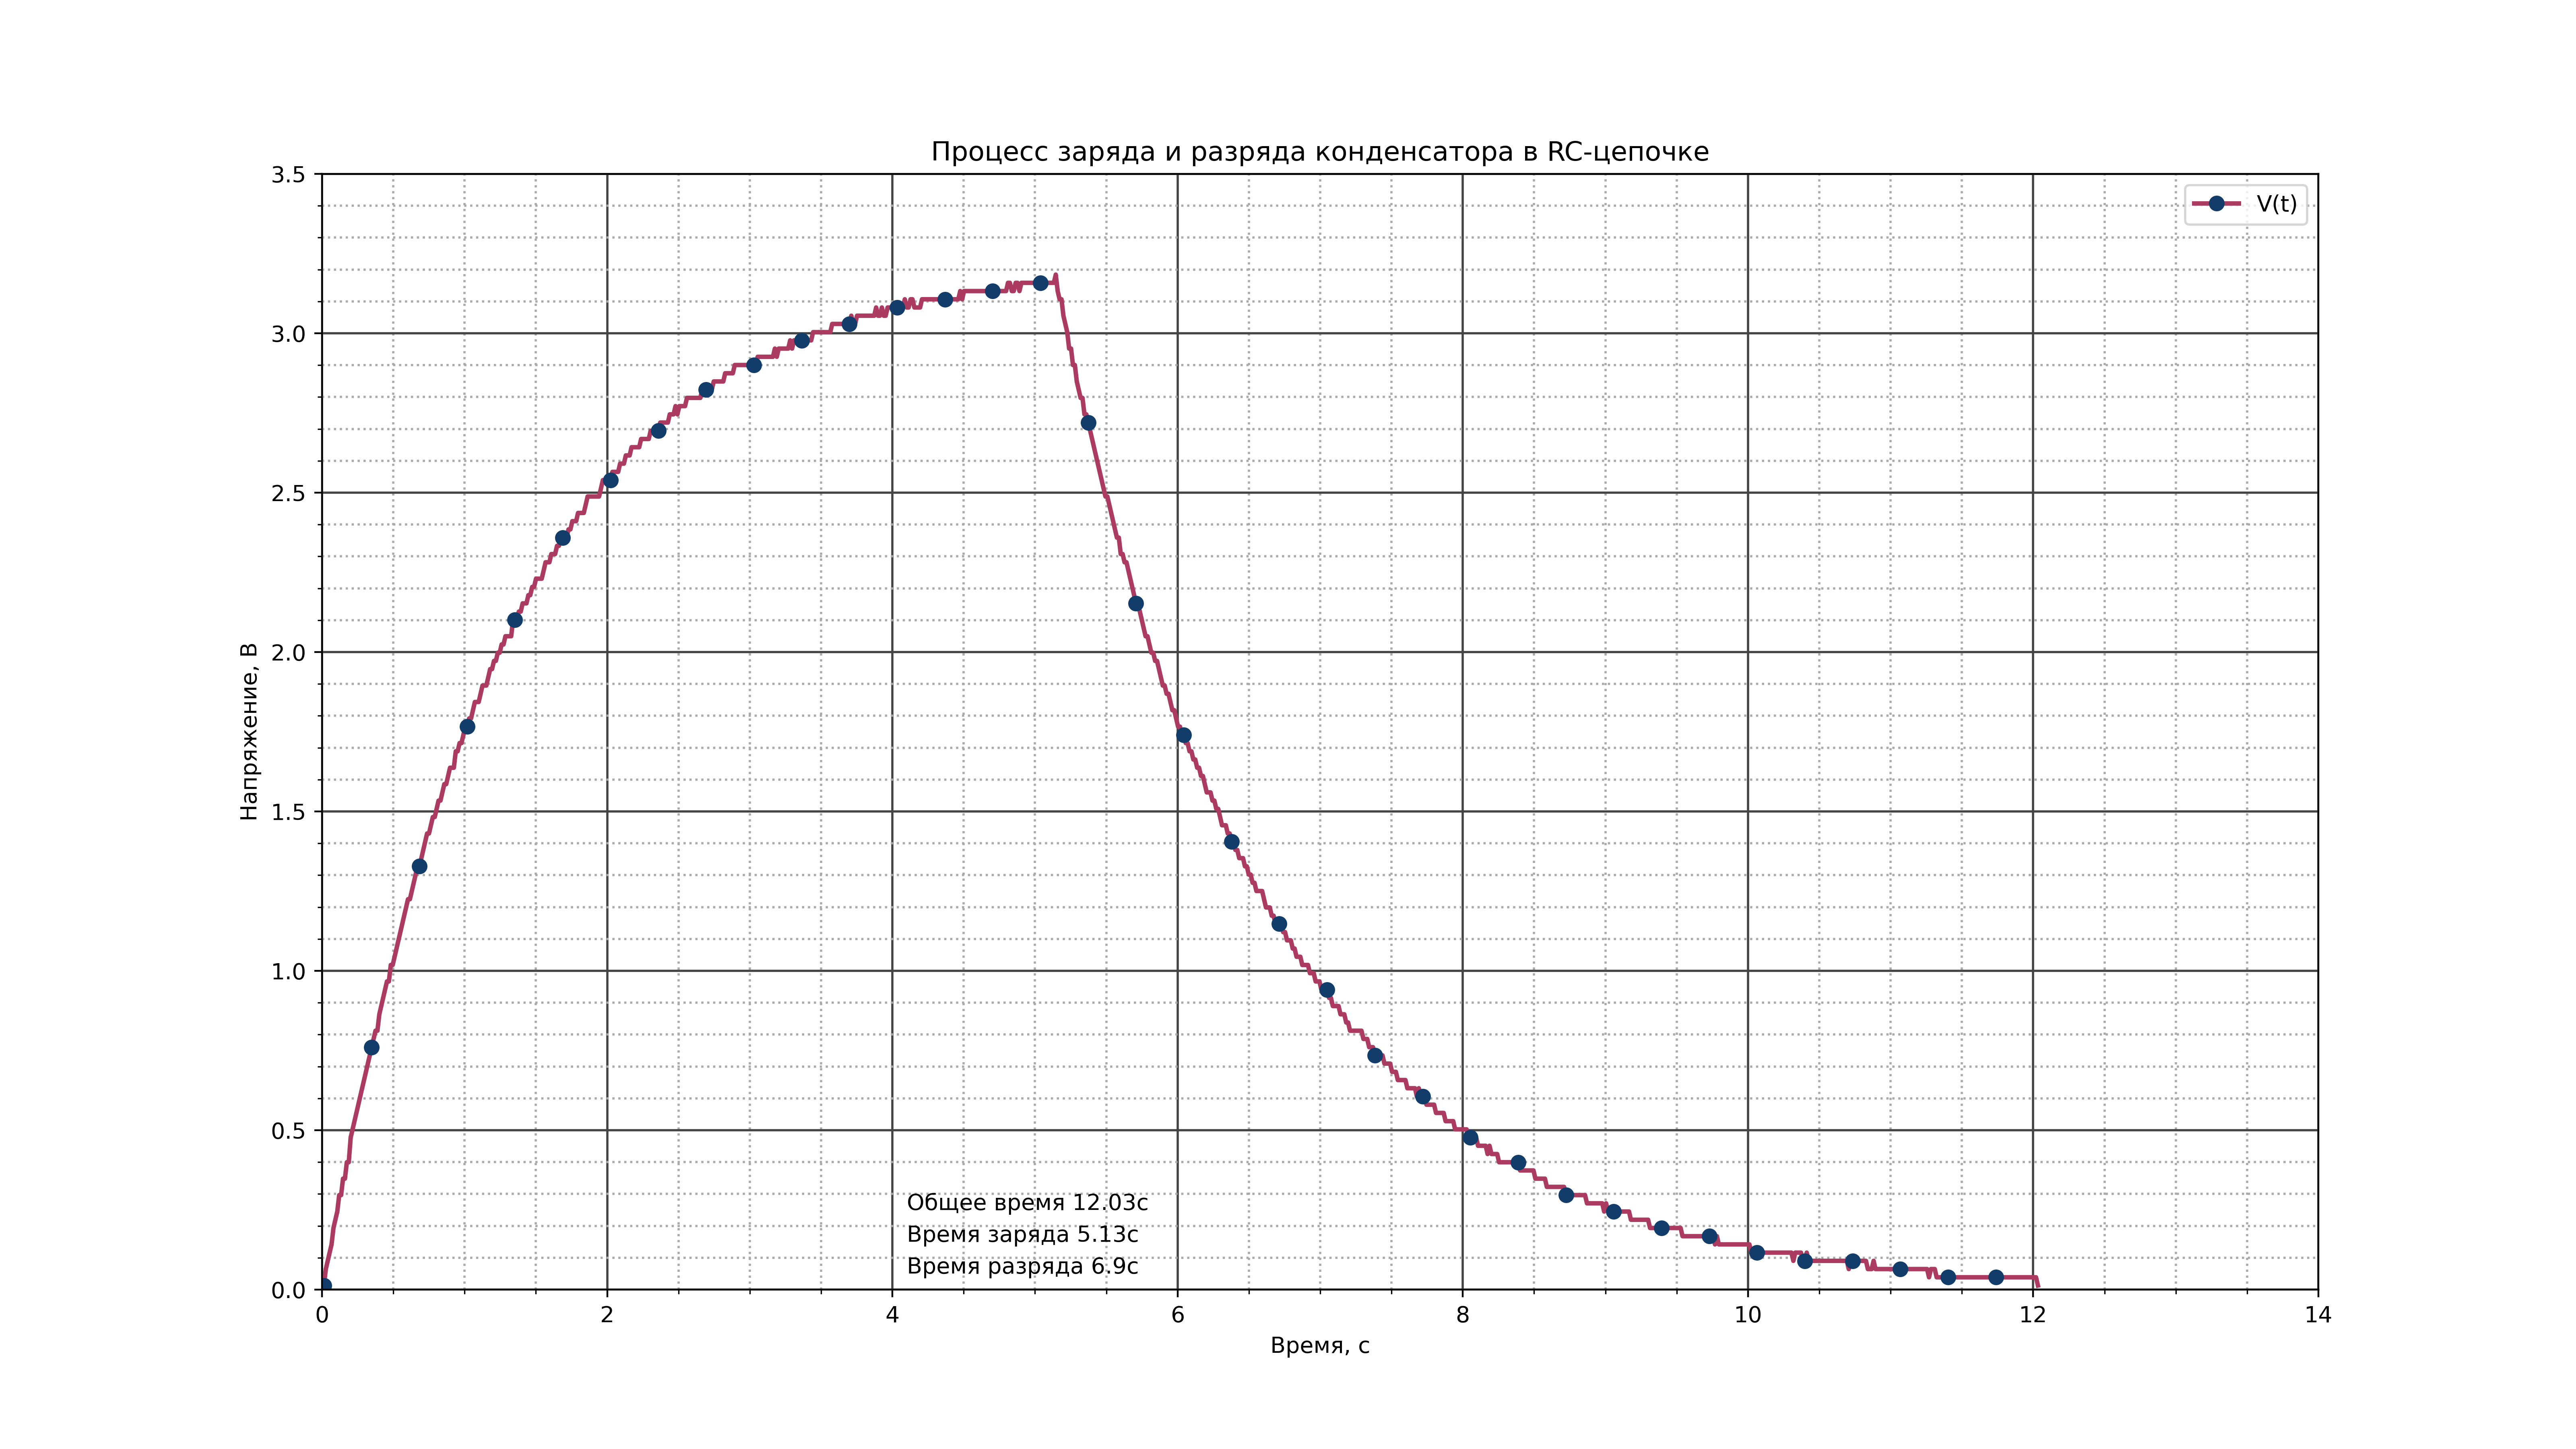 Процесс заряда и разряда конденсатора в RC-цепочке
V(t)
Напряжение, В
3.5
3.0
2.5
2.0
1.5
1.0
0.5
0.0
Общее время 12.03с
Время заряда 5.13с
Время разряда 6.9с
0 2 4 6 8 10 12 14
Время, с